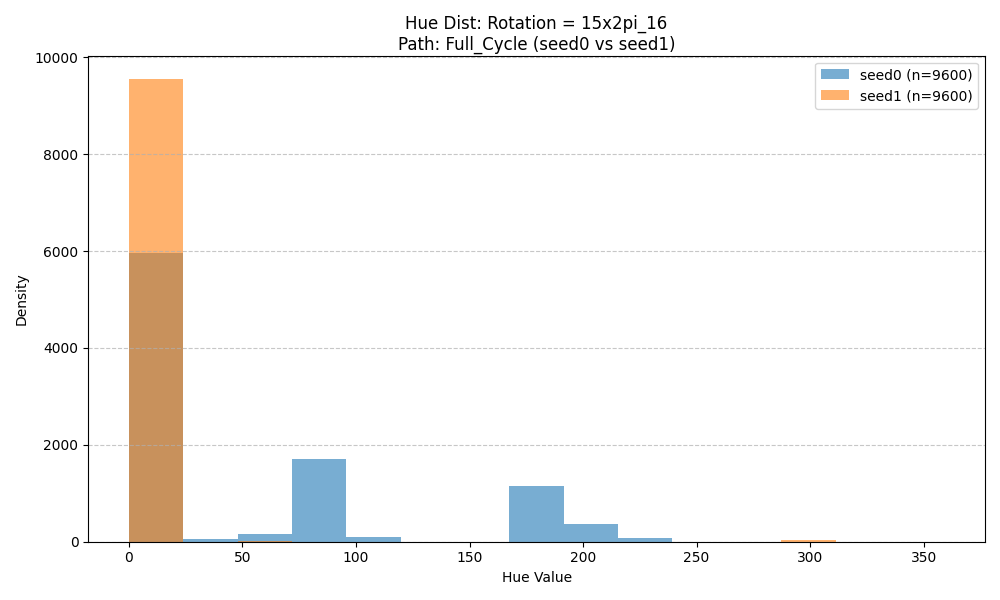 Hue Dist: Rotation = 15x2pi_16
Path: Full_Cycle (seed0 vs seed1)
seed0 (n=9600)
seed1 (n=9600)
10000
8000
6000
4000
2000
0
Density
0 50 100 150 200 250 300 350
Hue Value